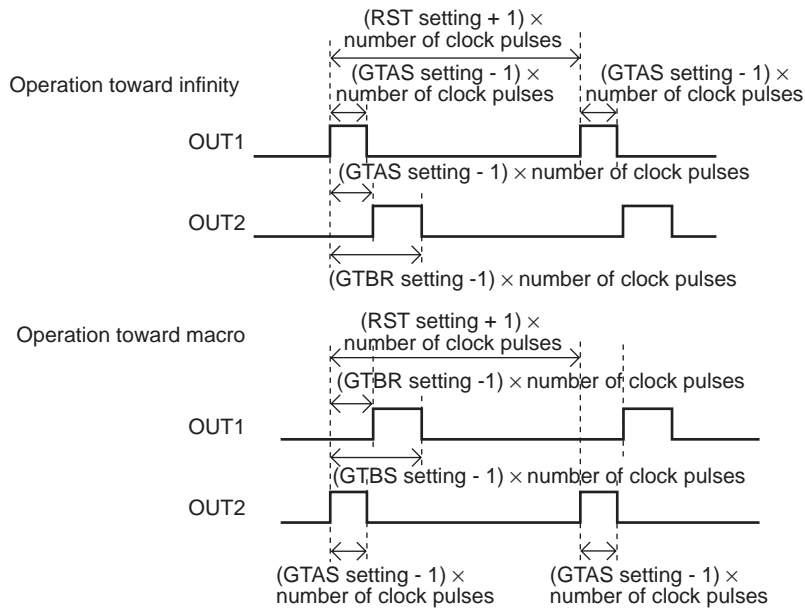 (RST setting + 1) ×
number of clock pulses
Operation toward infinity
(GTAS setting - 1) ×
number of clock pulses
(GTAS setting - 1) ×
number of clock pulses
OUT1
(GTAS setting - 1) × number of clock pulses
OUT2
(GTBR setting -1) × number of clock pulses
Operation toward macro
(RST setting + 1) ×
number of clock pulses
(GTBR setting -1) × number of clock pulses
OUT1
(GTBS setting - 1) × number of clock pulses
OUT2
(GTAS setting - 1) ×
number of clock pulses
(GTAS setting - 1) ×
number of clock pulses